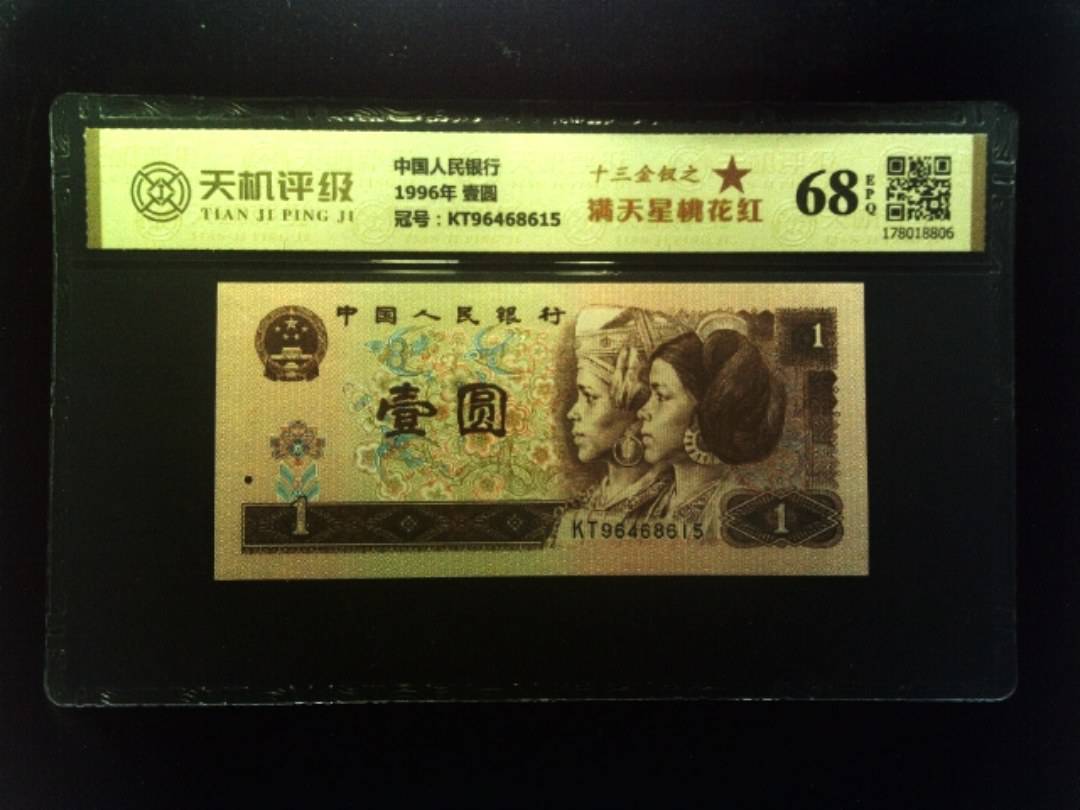 天机评级
TIAN JI PING JI
中国人民银行
1996年 壹圆
冠号：KT96468615
十三金钗之
满天星桃花红
68
EPQ
178018806
中国人民银行
1
壹圆
1
KT96468615
1